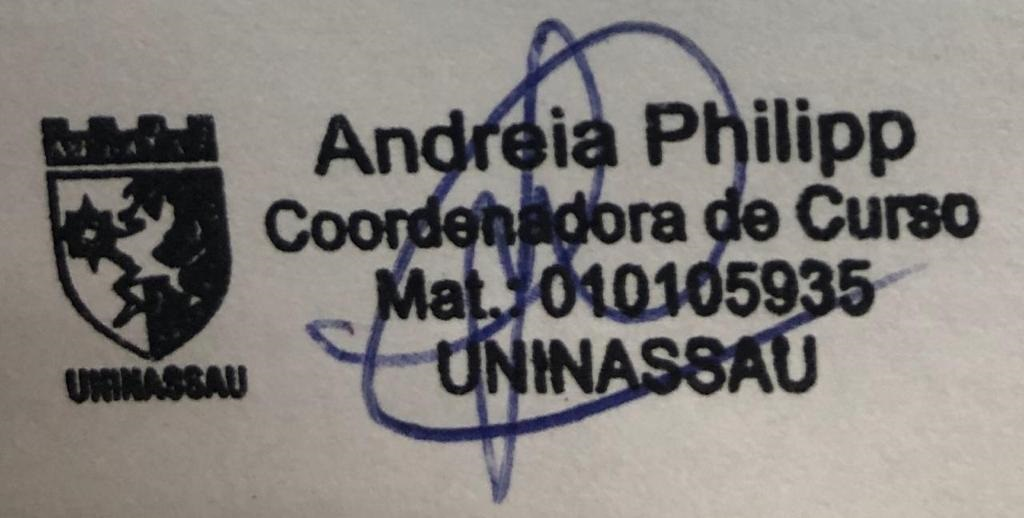 Andreia Philipp
Coordenadora de Curso
Mat.: 010105935
UNINASSAU
UNINASSAU